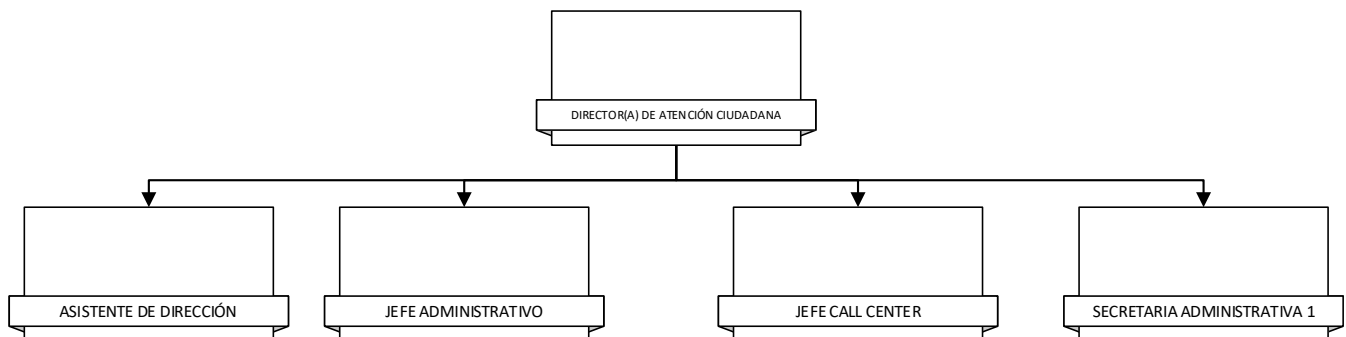 DIRECTOR(A) DE ATENCIÓN CIUDADANA
ASISTENTE DE DIRECCIÓN
JEFE ADMINISTRATIVO
JEFE CALL CENTER
SECRETARIA ADMINISTRATIVA 1